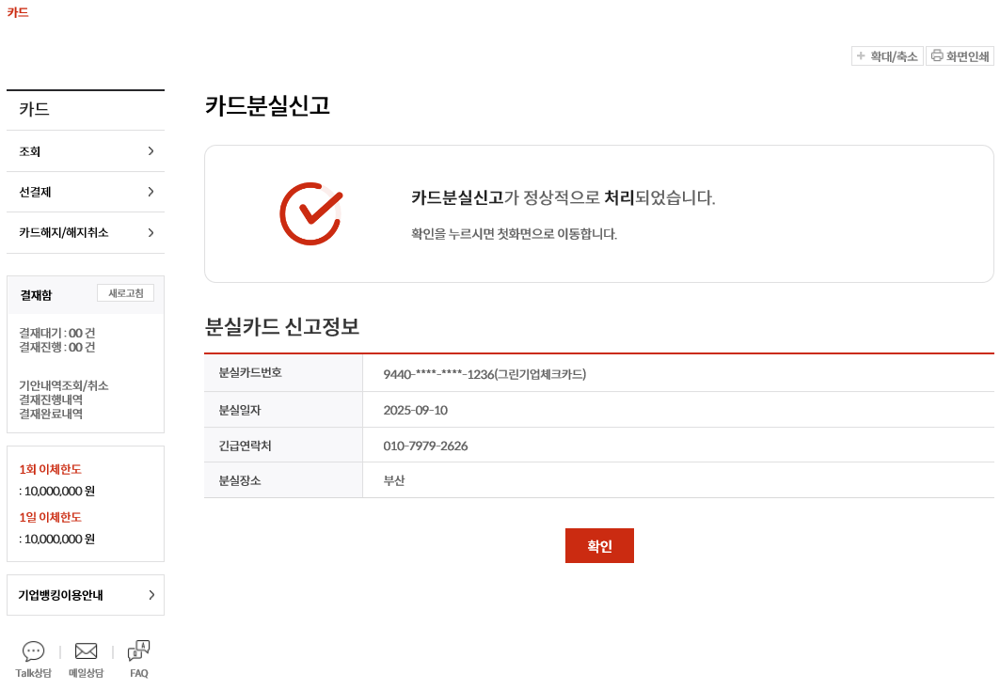 카드
확대/축소
화면인쇄
카드
조회
선결제
카드해지/해지취소
결재함
새로고침
결재대기 : 00 건
결재진행 : 00 건
기안내역조회/취소
결재진행내역
결재완료내역
1회 이체한도
: 10,000,000 원
1일 이체한도
: 10,000,000 원
기업뱅킹이용안내
Talk상담
메일상담
FAQ
카드분실신고
카드분실신고가 정상적으로 처리되었습니다.
확인을 누르시면 첫화면으로 이동합니다.
분실카드 신고정보
분실카드번호 9440-****-****-1236(그린기업체크카드)
분실일자 2025-09-10
긴급연락처 010-7979-2626
분실장소 부산
확인